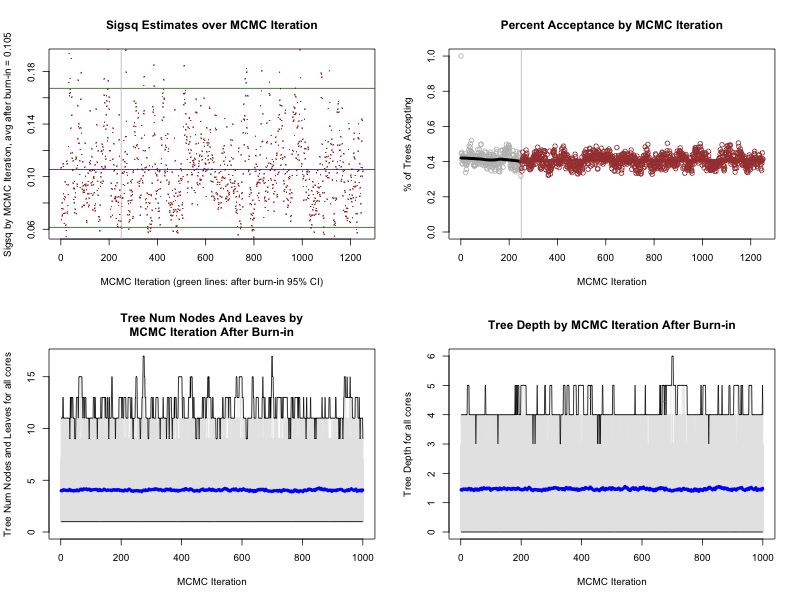 Sigsq Estimates over MCMC Iteration
Sigsq by MCMC Iteration, avg after burn-in = 0.105
0.18
0.14
0.10
0.06
0 200 400 600 800 1000 1200
MCMC Iteration (green lines: after burn-in 95% CI)
Percent Acceptance by MCMC Iteration
% of Trees Accepting
1.0
0.8
0.6
0.4
0.2
0.0
0 200 400 600 800 1000 1200
MCMC Iteration
Tree Num Nodes And Leaves by
MCMC Iteration After Burn-in
Tree Num Nodes and Leaves for all cores
15
10
5
0
0 200 400 600 800 1000
MCMC Iteration
Tree Depth by MCMC Iteration After Burn-in
Tree Depth for all cores
6
5
4
3
2
1
0
0 200 400 600 800 1000
MCMC Iteration